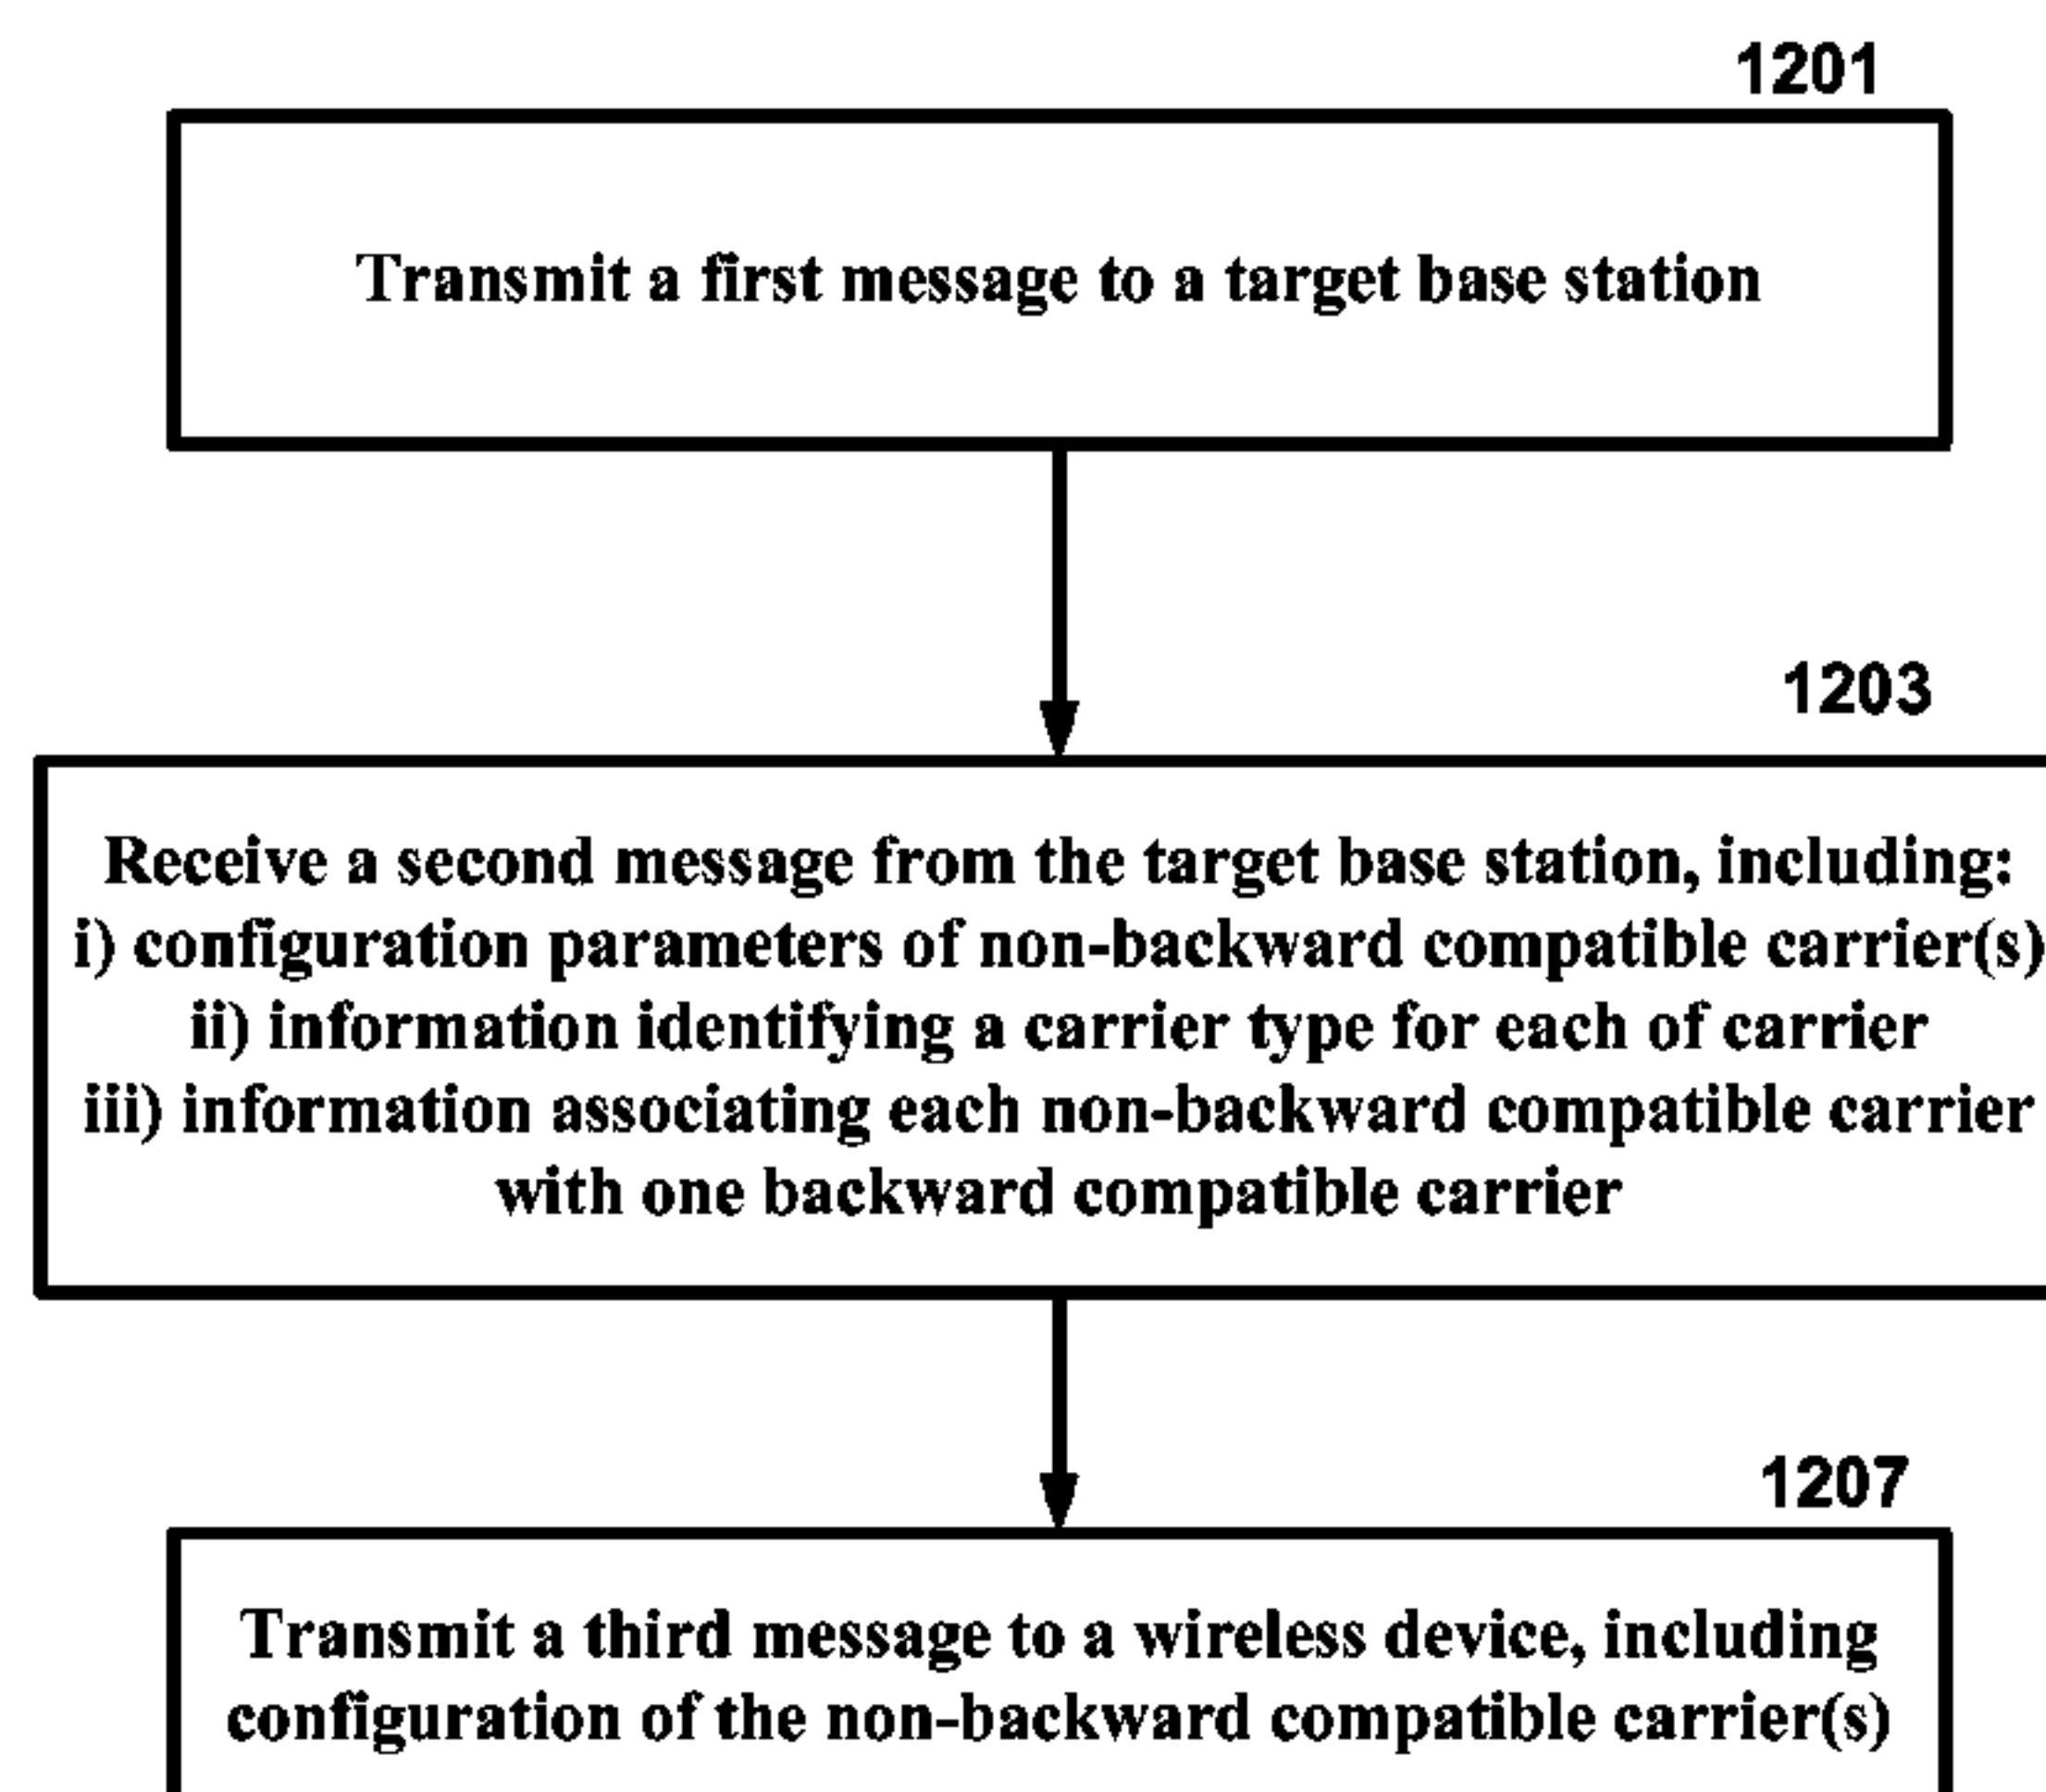 1201
Transmit a first message to a target base station
1203
Receive a second message from the target base station, including:
i) configuration parameters of non-backward compatible carrier(s)
ii) information identifying a carrier type for each of carrier
iii) information associating each non-backward compatible carrier
with one backward compatible carrier
1207
Transmit a third message to a wireless device, including
configuration of the non-backward compatible carrier(s)